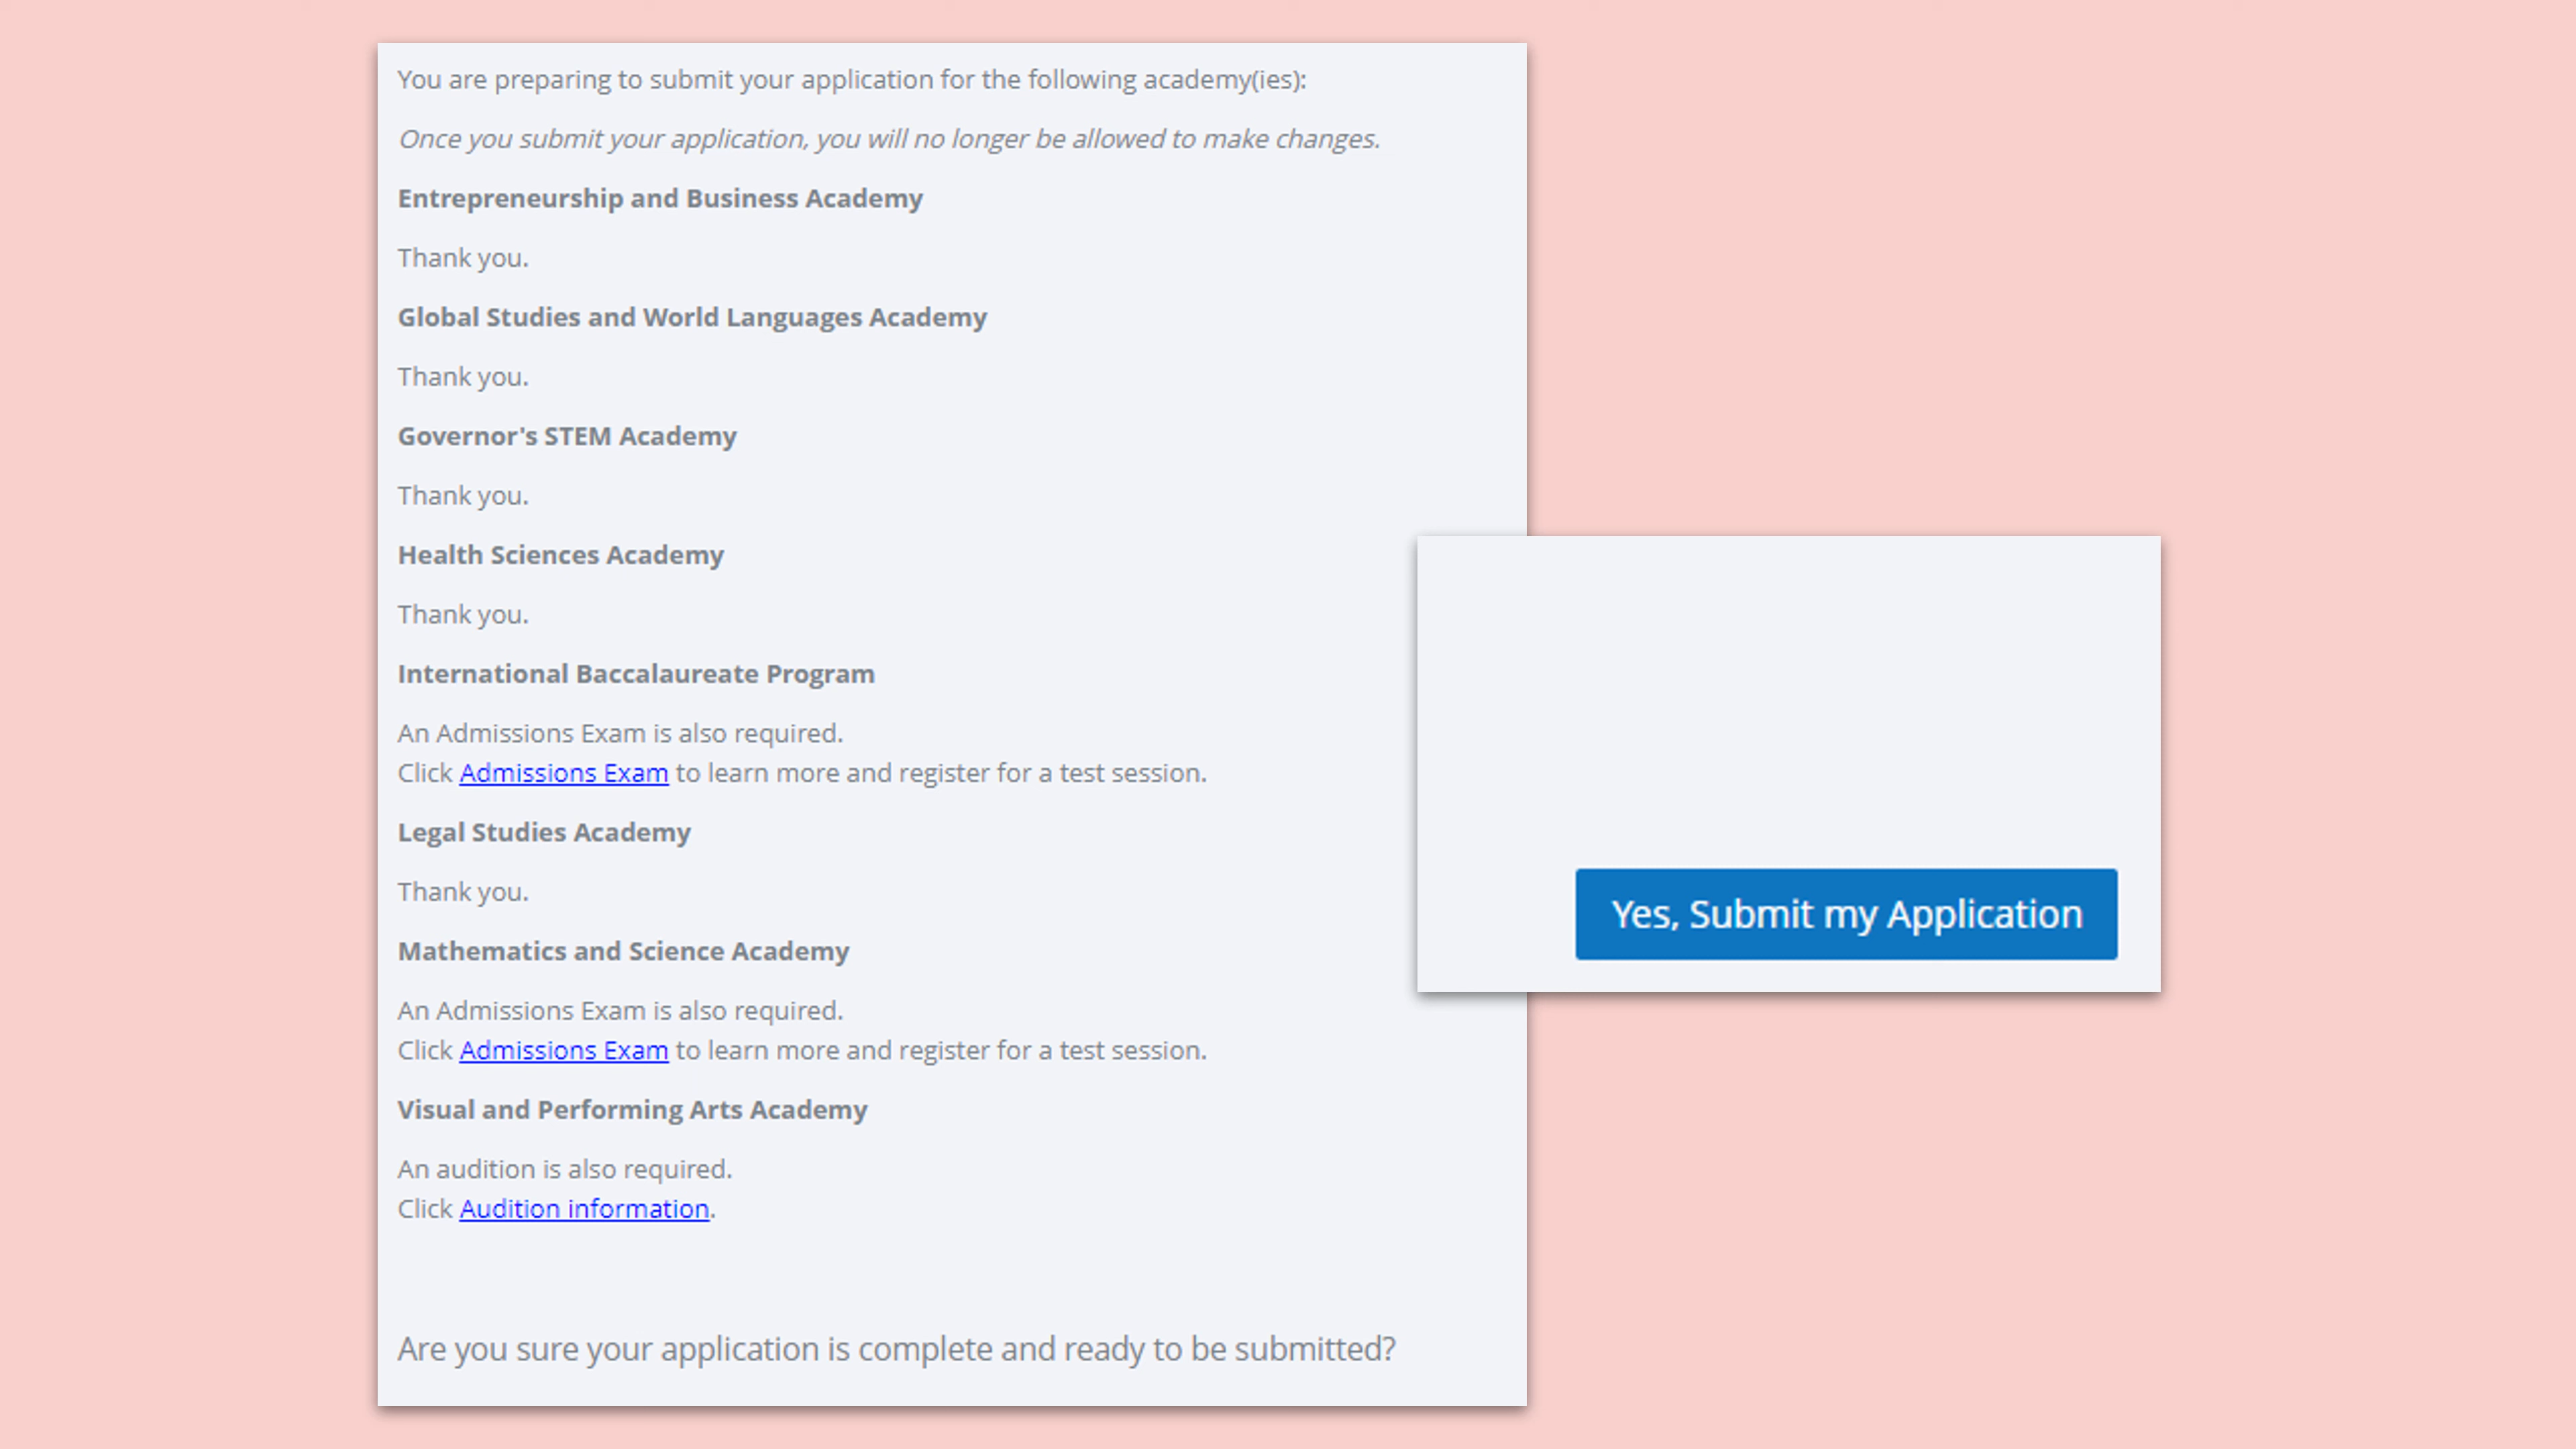 You are preparing to submit your application for the following academy(ies):
Once you submit your application, you will no longer be allowed to make changes.
Entrepreneurship and Business Academy
Thank you.
Global Studies and World Languages Academy
Thank you.
Governor's STEM Academy
Thank you.
Health Sciences Academy
Thank you.
International Baccalaureate Program
An Admissions Exam is also required.
Click Admissions Exam to learn more and register for a test session.
Legal Studies Academy
Thank you.
Mathematics and Science Academy
An Admissions Exam is also required.
Click Admissions Exam to learn more and register for a test session.
Visual and Performing Arts Academy
An audition is also required.
Click Audition information.
Are you sure your application is complete and ready to be submitted?
Yes, Submit my Application